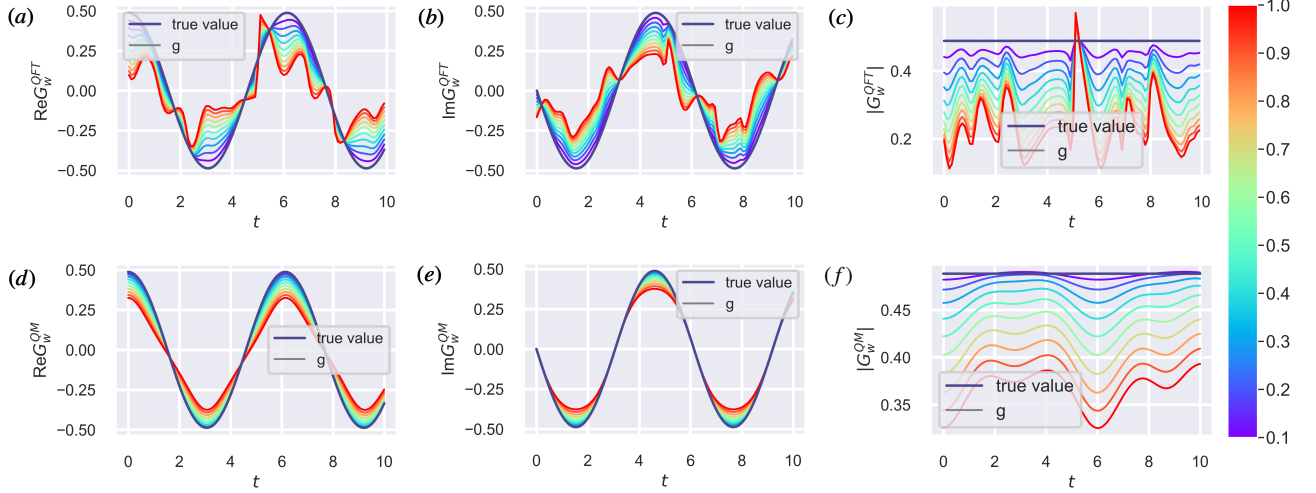 (a)
ReG_w^{QFT}
0.50
0.25
0.00
−0.25
−0.50
true value
g
0 2 4 6 8 10
t
(b)
ImG_w^{QFT}
0.50
0.25
0.00
−0.25
−0.50
true value
g
0 2 4 6 8 10
t
(c)
|G_w^{QFT}|
0.4
0.2
true value
g
0 2 4 6 8 10
t
(d)
ReG_w^{QM}
0.50
0.25
0.00
−0.25
−0.50
true value
g
0 2 4 6 8 10
t
(e)
ImG_w^{QM}
0.50
0.25
0.00
−0.25
−0.50
true value
g
0 2 4 6 8 10
t
(f)
|G_w^{QM}|
0.45
0.40
0.35
true value
g
0 2 4 6 8 10
t
1.0
0.9
0.8
0.7
0.6
0.5
0.4
0.3
0.2
0.1